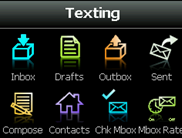 Texting
Inbox Drafts Outbox Sent
Compose Contacts Chk Mbox Mbox Rate